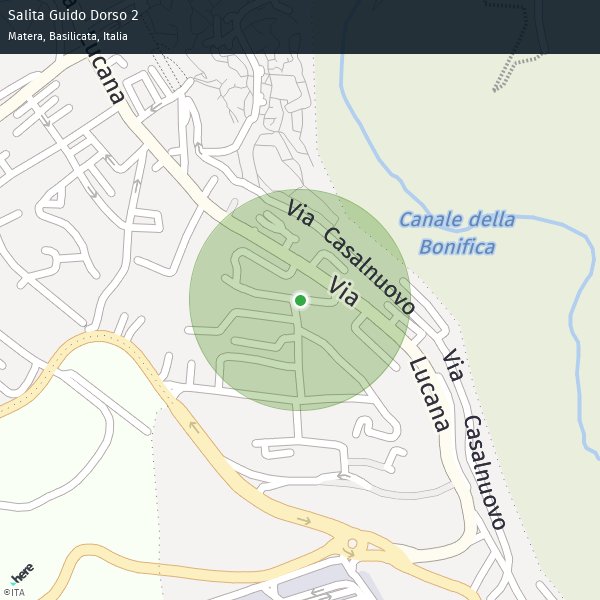 Salita Guido Dorso 2
Matera, Basilicata, Italia
Lucana
Via Casalnuovo
Canale della
Bonifica
Via
Lucana
Via Casalnuovo
here
©ITA